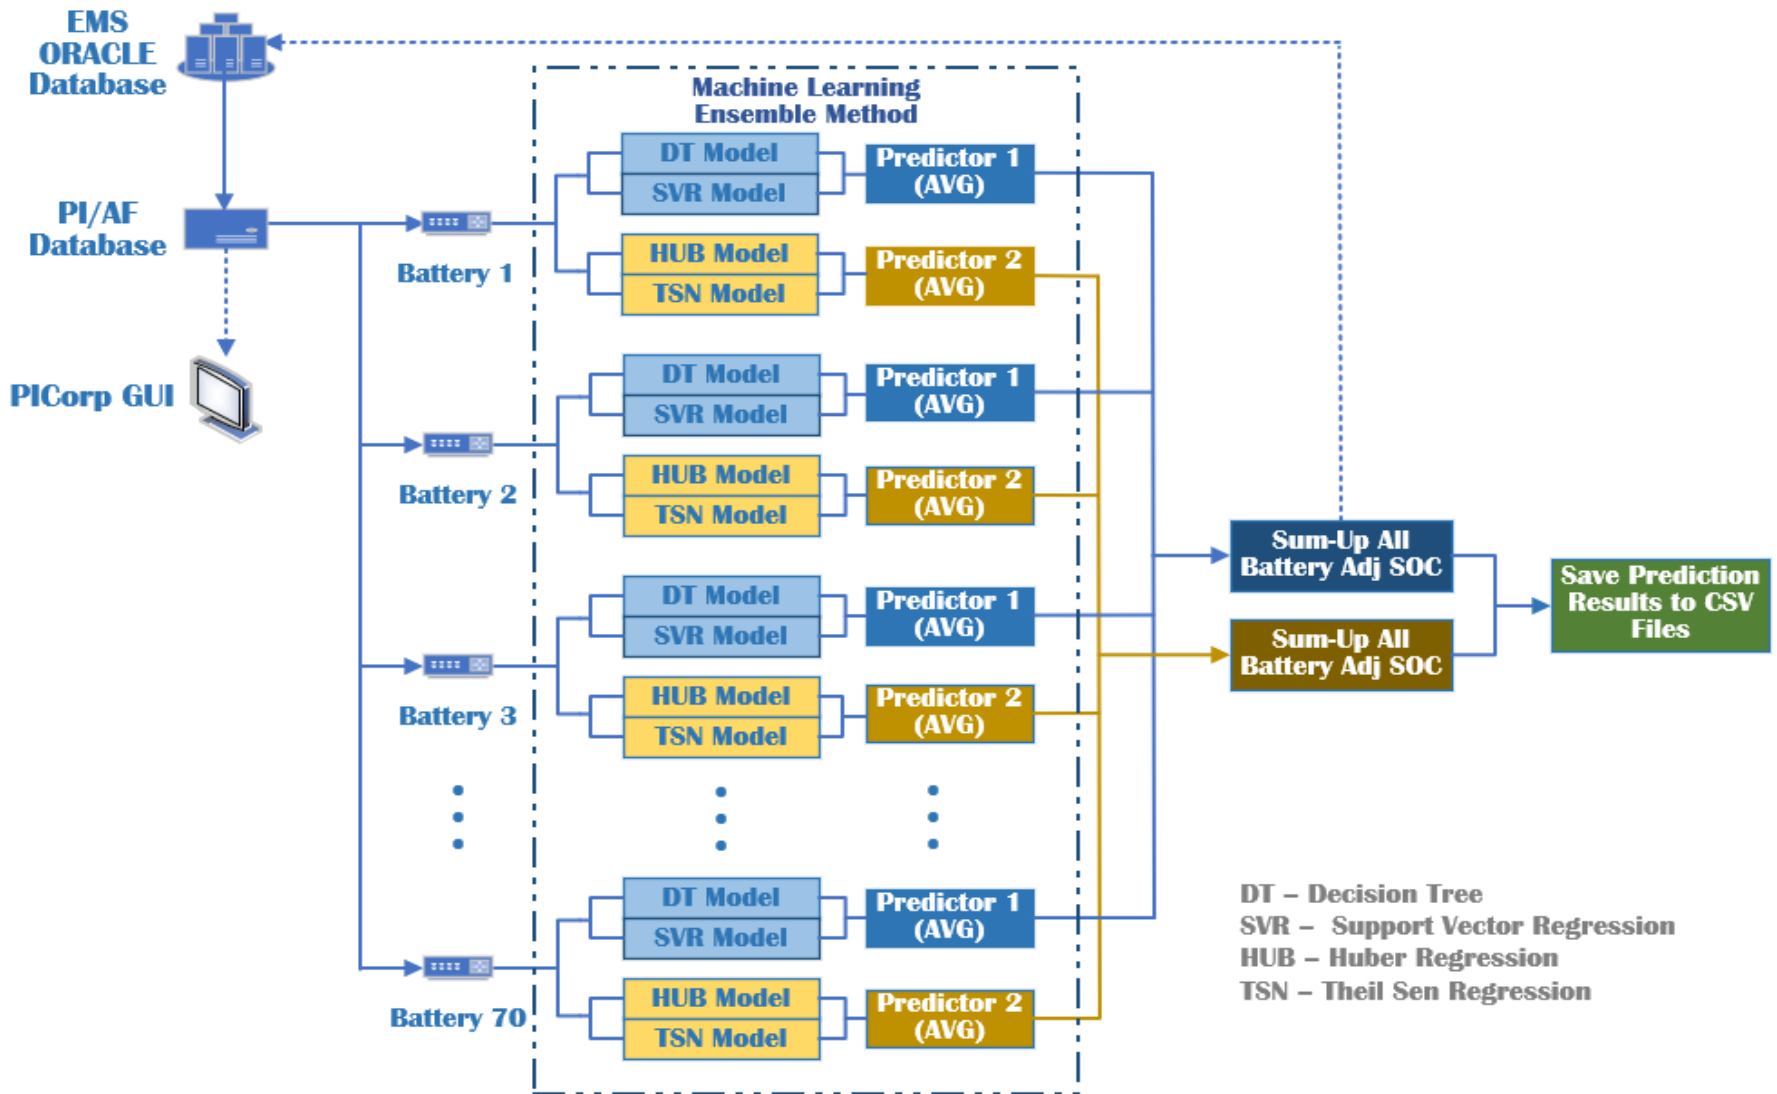 EMS
ORACLE
Database
Machine Learning
Ensemble Method
DT Model
SVR Model
Predictor 1
(AVG)
PI/AF
Database
Battery 1
HUB Model
TSN Model
Predictor 2
(AVG)
PICorp GUI
DT Model
SVR Model
Predictor 1
(AVG)
Battery 2
HUB Model
TSN Model
Predictor 2
(AVG)
Sum-Up All
Battery Adj SOC
Save Prediction
Results to CSV
Files
Sum-Up All
Battery Adj SOC
DT Model
SVR Model
Predictor 1
(AVG)
Battery 3
HUB Model
TSN Model
Predictor 2
(AVG)
DT Model
SVR Model
Predictor 1
(AVG)
Battery 70
HUB Model
TSN Model
Predictor 2
(AVG)
DT – Decision Tree
SVR – Support Vector Regression
HUB – Huber Regression
TSN – Theil Sen Regression